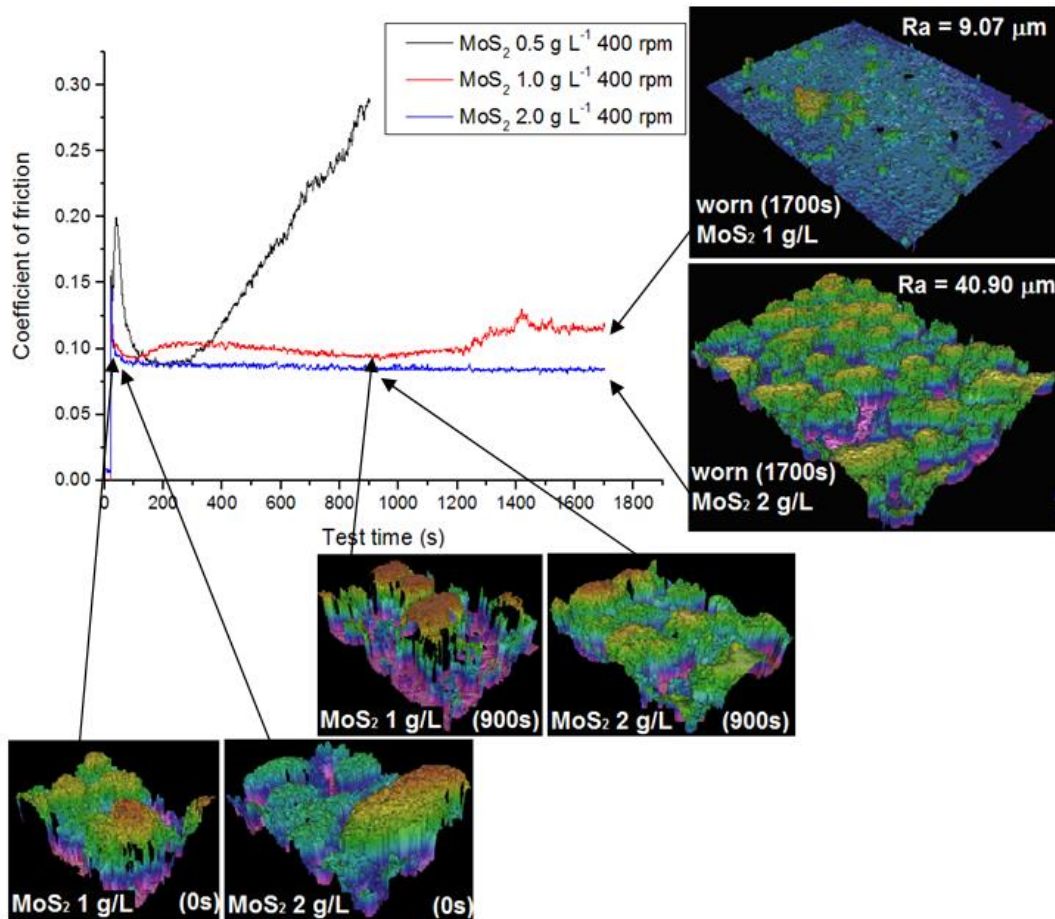 MoS₂ 0.5 g L⁻¹ 400 rpm
MoS₂ 1.0 g L⁻¹ 400 rpm
MoS₂ 2.0 g L⁻¹ 400 rpm
Coefficient of friction
0.30
0.25
0.20
0.15
0.10
0.05
0.00
0 200 400 600 800 1000 1200 1400 1600 1800
Test time (s)
Ra = 9.07 μm
worn (1700s)
MoS₂ 1 g/L
Ra = 40.90 μm
worn (1700s)
MoS₂ 2 g/L
MoS₂ 1 g/L (900s)
MoS₂ 2 g/L (900s)
MoS₂ 1 g/L (0s)
MoS₂ 2 g/L (0s)